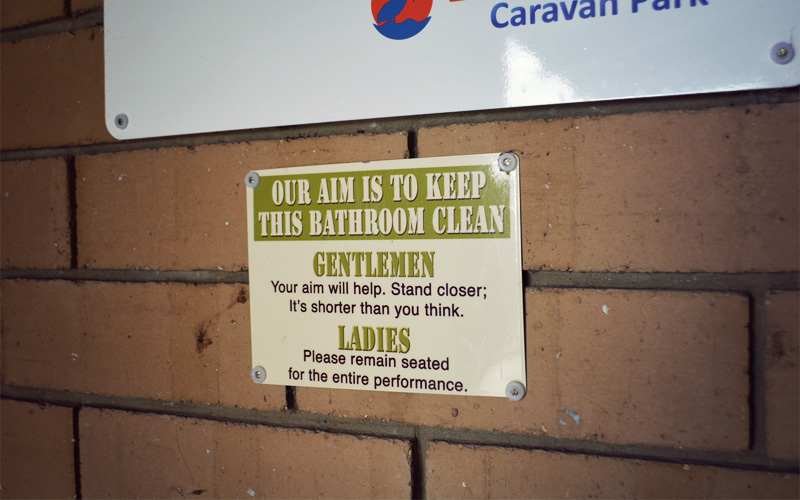 Caravan Park
OUR AIM IS TO KEEP
THIS BATHROOM CLEAN
GENTLEMEN
Your aim will help. Stand closer;
It's shorter than you think.
LADIES
Please remain seated
for the entire performance.